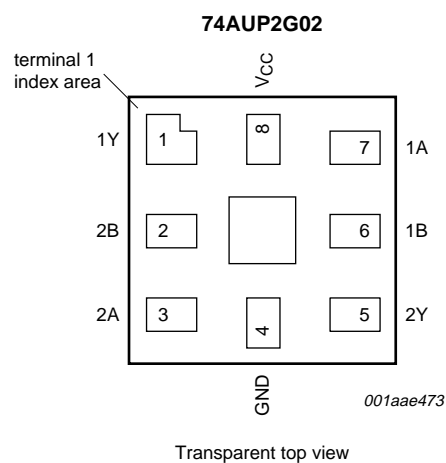 74AUP2G02
terminal 1
index area
VCC
1Y 1 8 7 1A
2B 2 6 1B
2A 3 4 5 2Y
GND
001aae473
Transparent top view